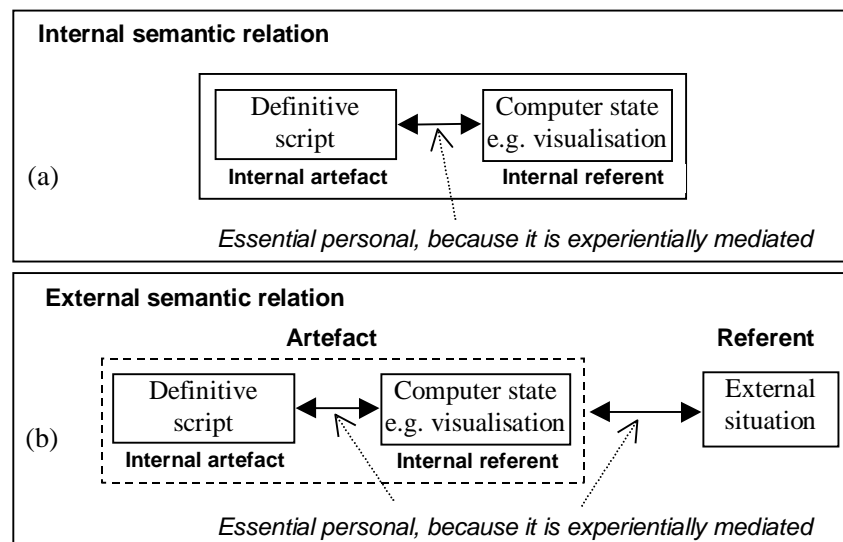 Internal semantic relation
Definitive
script
Computer state
e.g. visualisation
Internal artefact
Internal referent
(a)
Essential personal, because it is experientially mediated
External semantic relation
Artefact
Referent
Definitive
script
Computer state
e.g. visualisation
External
situation
Internal artefact
Internal referent
(b)
Essential personal, because it is experientially mediated